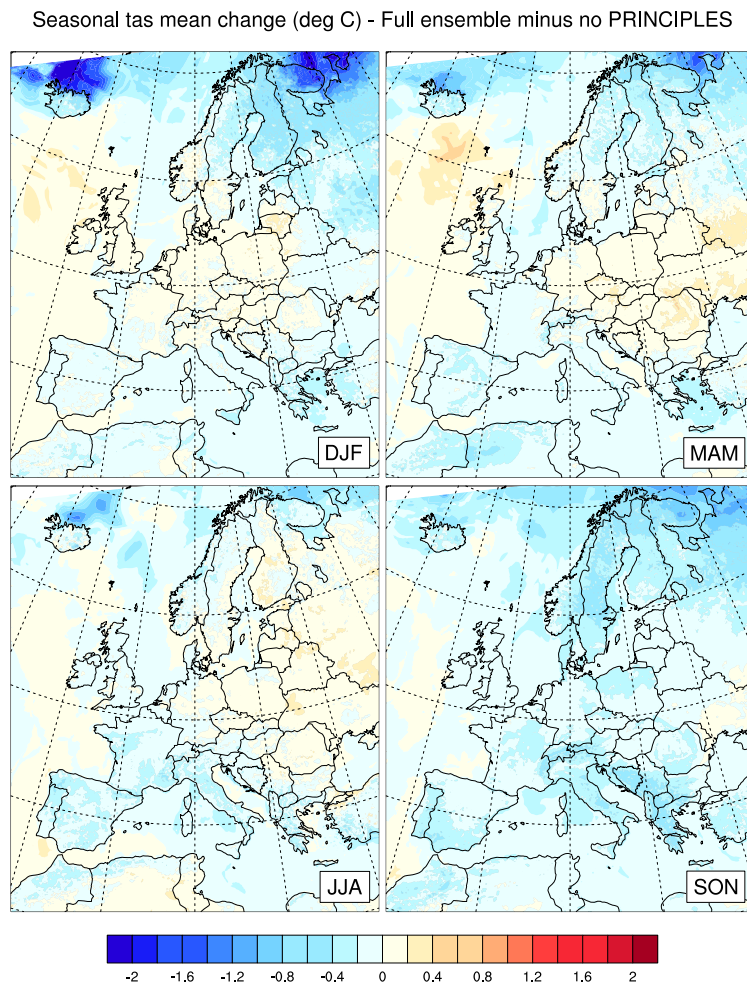 Seasonal tas mean change (deg C) - Full ensemble minus no PRINCIPLES
DJF
MAM
JJA
SON
-2 -1.6 -1.2 -0.8 -0.4 0 0.4 0.8 1.2 1.6 2